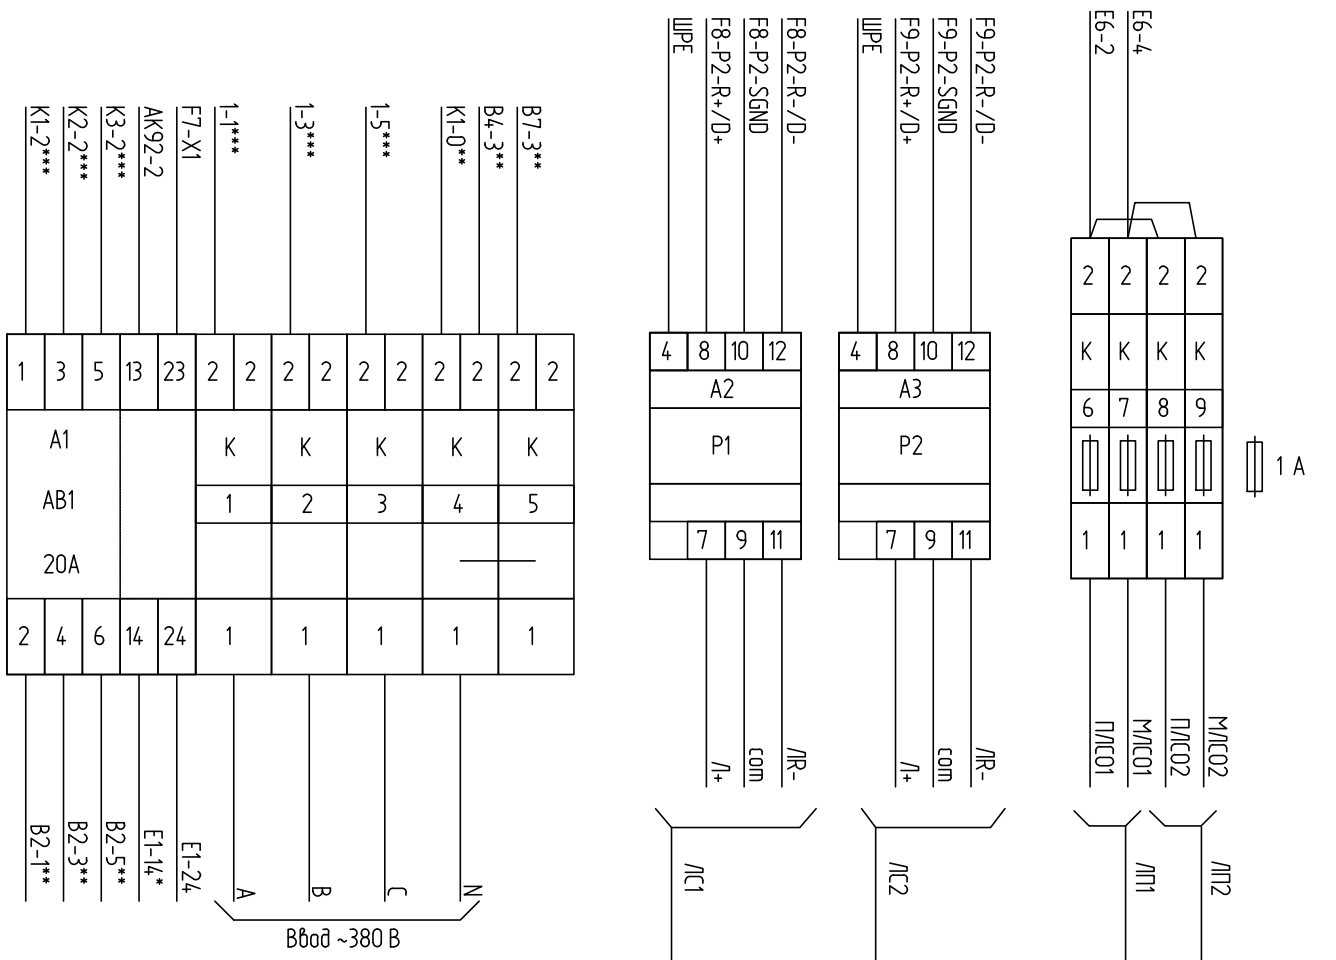 K1-2***
K2-2***
K3-2***
AK92-2
F7-X1
1-1***
1-3***
1-5***
K1-0**
B4-3**
B7-3**
1 3 5 13 23 2 2 2 2 2 2 2 2 2 2
A1
AB1
20A
K K K K K
1 2 3 4 5
2 4 6 14 24 1 1 1 1 1
B2-1**
B2-3**
B2-5**
E1-14*
E1-24
A
B
C
N
Ввод ~380 В
ШРЕ
F8-P2-R+/D+
F8-P2-SGND
F8-P2-R-/D-
4 8 10 12
A2
P1
7 9 11
Л+
com
ЛR-
ЛС1
ШРЕ
F9-P2-R+/D+
F9-P2-SGND
F9-P2-R-/D-
4 8 10 12
A3
P2
7 9 11
Л+
com
ЛR-
ЛС2
E6-2
E6-4
2 2 2 2
K K K K
6 7 8 9
1 A
1 1 1 1
ПЛСО1
МЛСО1
ПЛСО2
МЛСО2
ЛП1
ЛП2